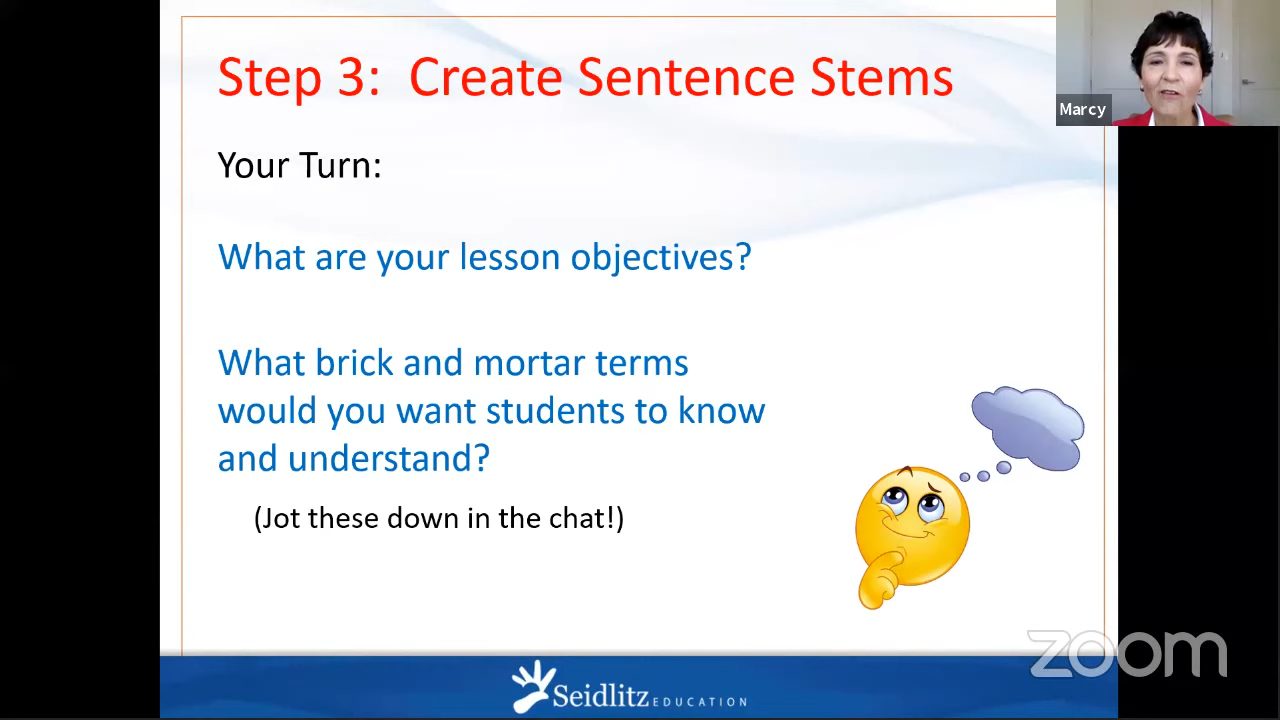 Step 3: Create Sentence Stems
Marcy
Your Turn:
What are your lesson objectives?
What brick and mortar terms
would you want students to know
and understand?
(Jot these down in the chat!)
zoom
Seidlitz EDUCATION